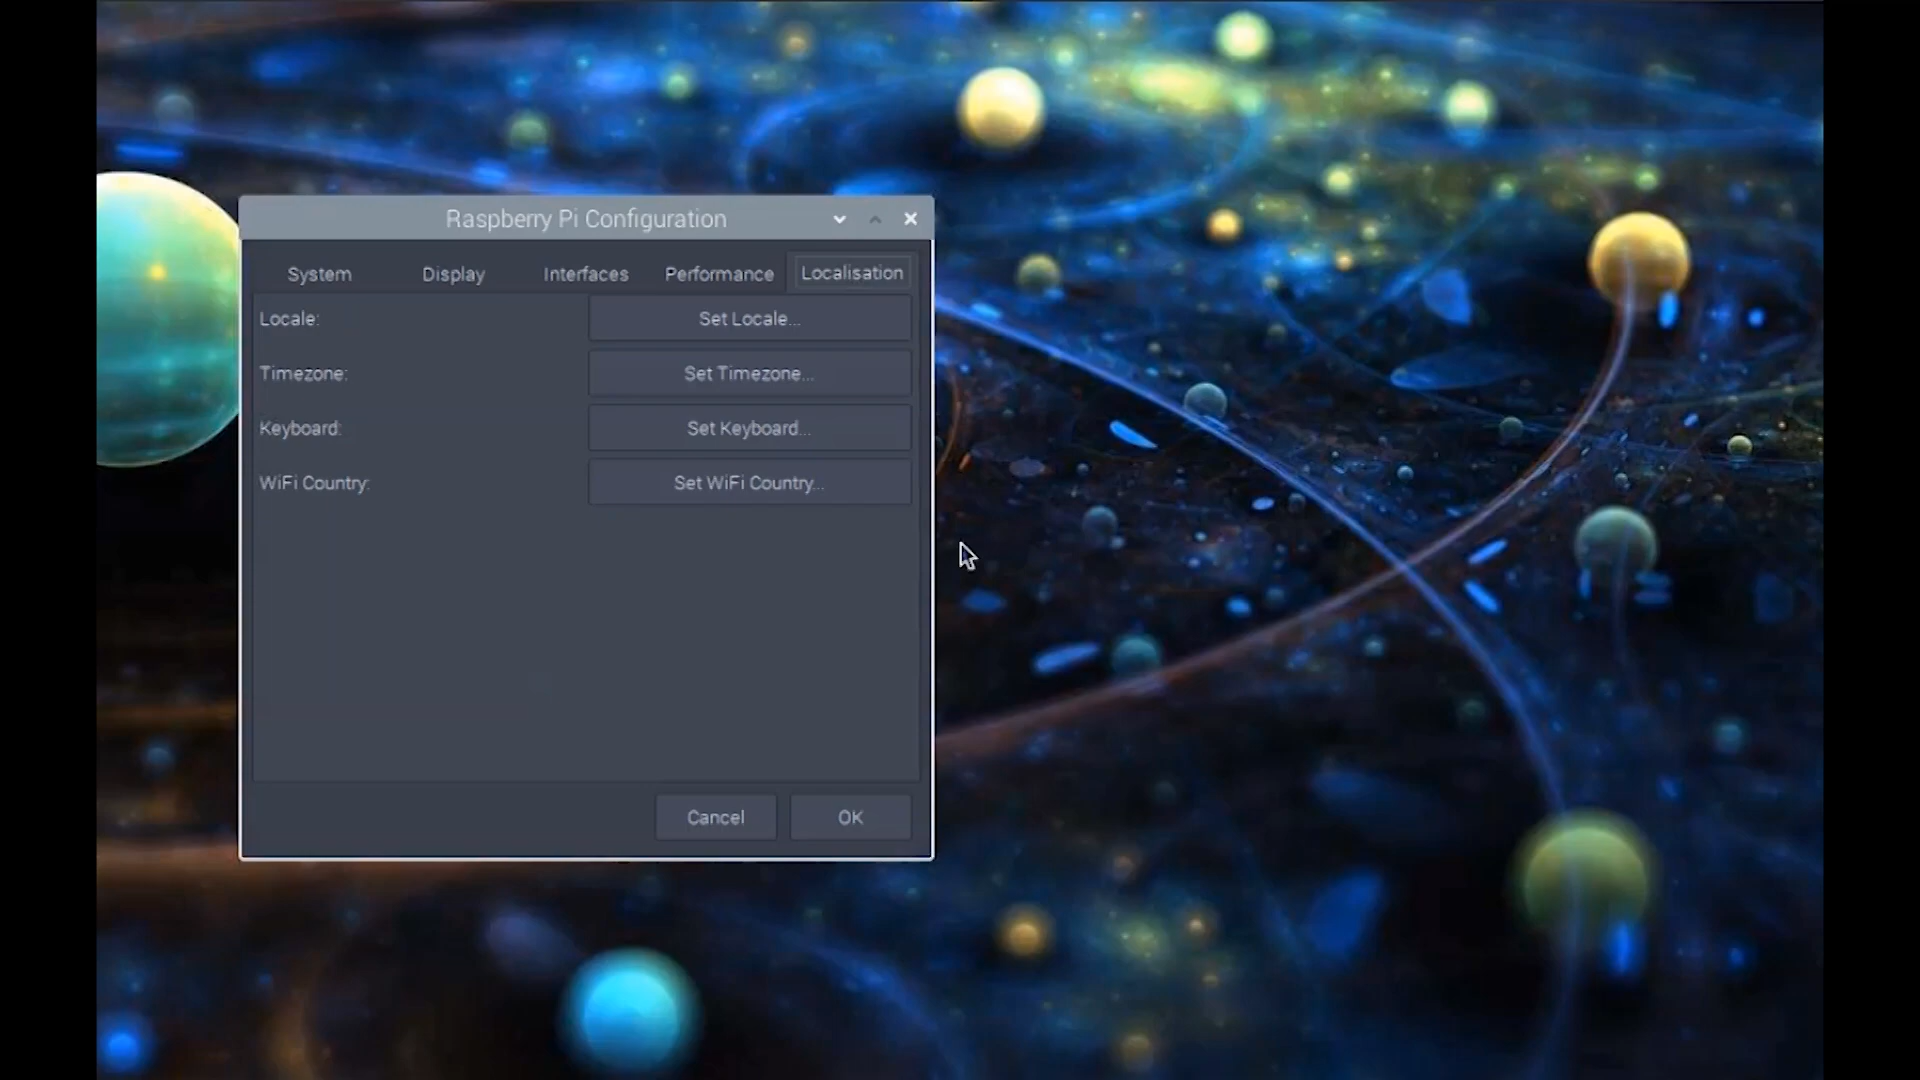 Raspberry Pi Configuration
System Display Interfaces Performance Localisation
Locale: Set Locale...
Timezone: Set Timezone...
Keyboard: Set Keyboard...
WiFi Country: Set WiFi Country...
Cancel OK